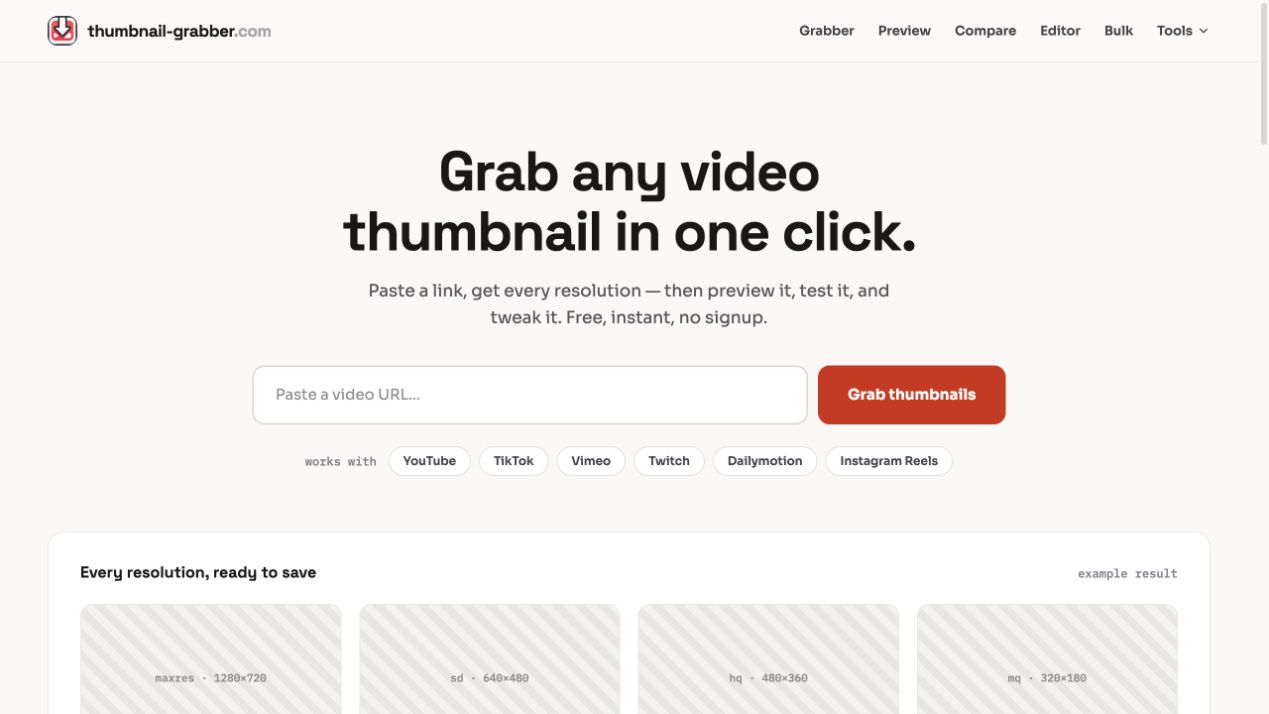 thumbnail-grabber.com
Grabber
Preview
Compare
Editor
Bulk
Tools
Grab any video
thumbnail in one click.
Paste a link, get every resolution — then preview it, test it, and
tweak it. Free, instant, no signup.
Paste a video URL...
Grab thumbnails
works with
YouTube
TikTok
Vimeo
Twitch
Dailymotion
Instagram Reels
Every resolution, ready to save
example result
maxres · 1280×720
sd · 640×480
hq · 480×360
mq · 320×180